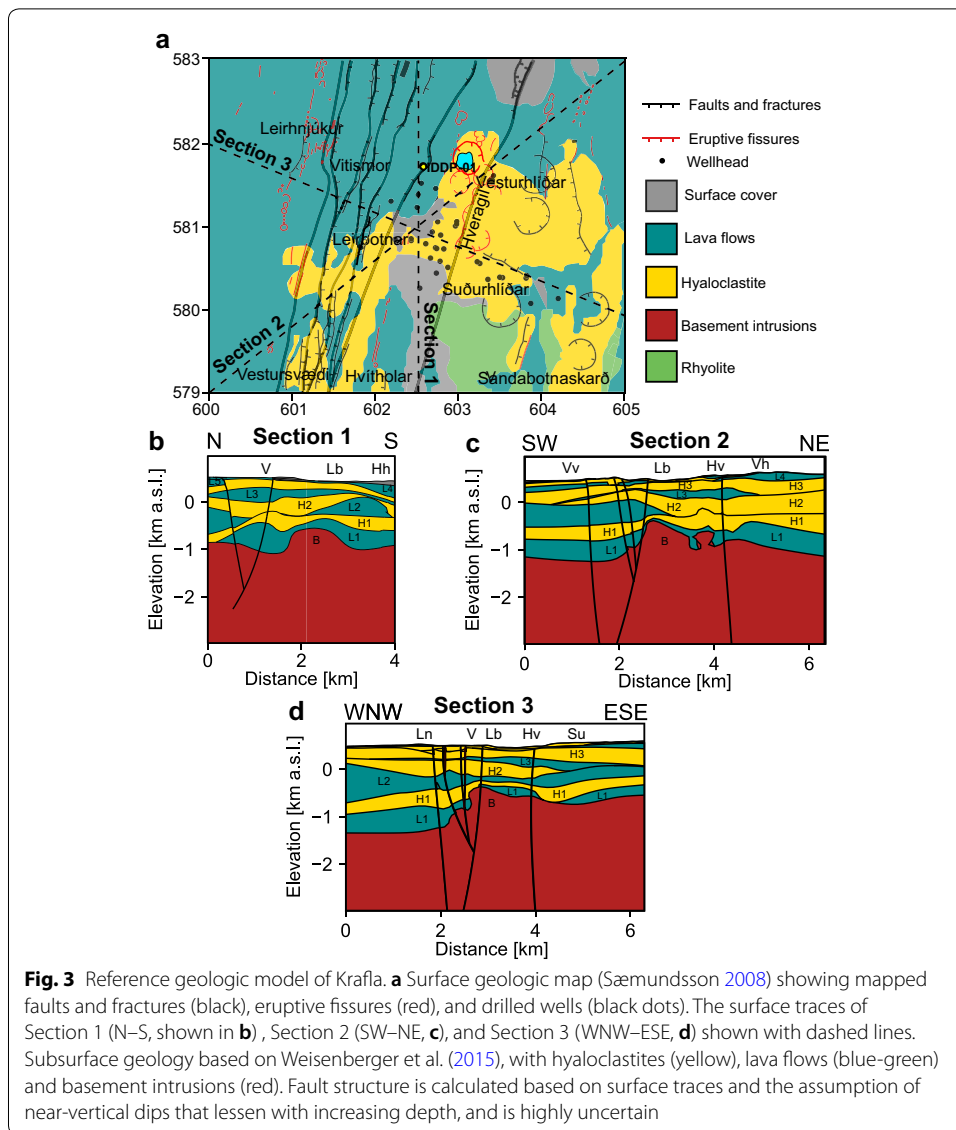 a
583
582
581
580
579
600 601 602 603 604 605
Leirhnjúkur
Section 3
Vitismor
IDDP-01
Vesturhlíðar
Hveragil
Leirbotnar
Suðurhlíðar
Section 2
Section 1
Vestursvæði
Hvíthólar
Sandabotnaskarð
Faults and fractures
Eruptive fissures
Wellhead
Surface cover
Lava flows
Hyaloclastite
Basement intrusions
Rhyolite
b
N Section 1 S
V Lb Hh
L5 L3 H2 L2 L4 H1 B L1
Elevation [km a.s.l.]
0
−1
−2
0 2 4
Distance [km]
c
SW Section 2 NE
Vv Lb Hv Vh
L4 H3 H3 L3 H2 H2 H1 H1 L1 B L1
Elevation [km a.s.l.]
0
−1
−2
0 2 4 6
Distance [km]
d
WNW Section 3 ESE
Ln V Lb Hv Su
H3 L3 H2 L2 H1 L1 H1 L1 B L1
Elevation [km a.s.l.]
0
−1
−2
0 2 4 6
Distance [km]
Fig. 3 Reference geologic model of Krafla. a Surface geologic map (Sæmundsson 2008) showing mapped
faults and fractures (black), eruptive fissures (red), and drilled wells (black dots). The surface traces of
Section 1 (N–S, shown in b) , Section 2 (SW–NE, c), and Section 3 (WNW–ESE, d) shown with dashed lines.
Subsurface geology based on Weisenberger et al. (2015), with hyaloclastites (yellow), lava flows (blue-green)
and basement intrusions (red). Fault structure is calculated based on surface traces and the assumption of
near-vertical dips that lessen with increasing depth, and is highly uncertain